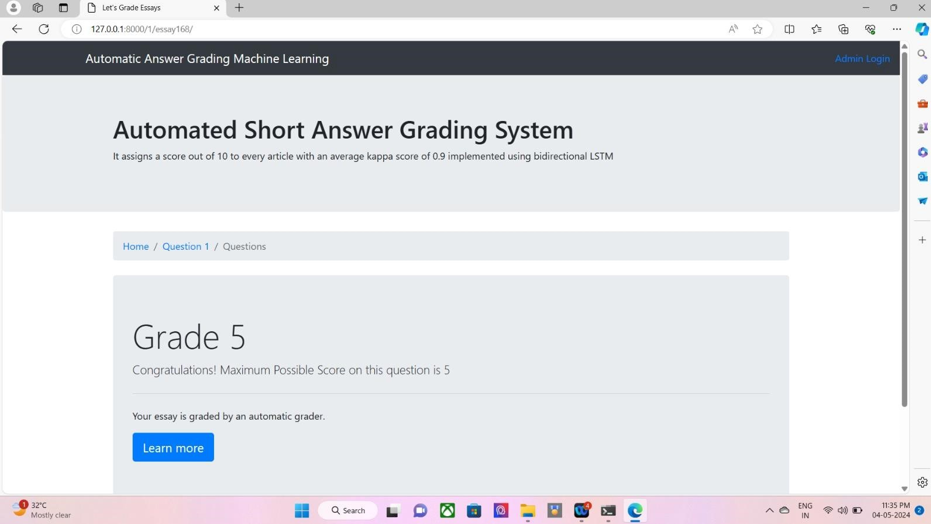 Let's Grade Essays
127.0.0.1:8000/1/essay168/
Automatic Answer Grading Machine Learning
Admin Login
Automated Short Answer Grading System
It assigns a score out of 10 to every article with an average kappa score of 0.9 implemented using bidirectional LSTM
Home / Question 1 / Questions
Grade 5
Congratulations! Maximum Possible Score on this question is 5
Your essay is graded by an automatic grader.
Learn more
1
32°C
Mostly clear
Search
ENG
IN
11:35 PM
04-05-2024
2